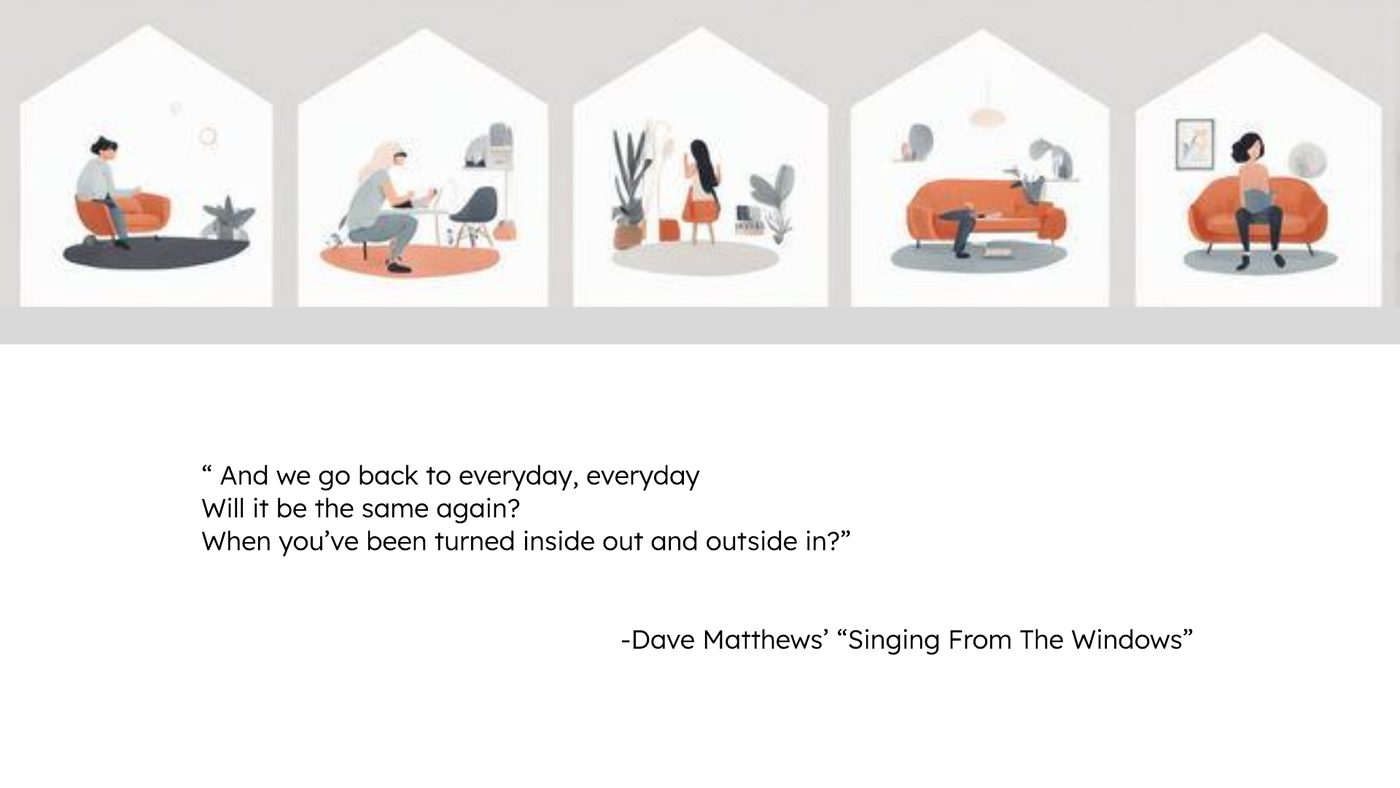 “ And we go back to everyday, everyday
Will it be the same again?
When you’ve been turned inside out and outside in?”
-Dave Matthews’ “Singing From The Windows”